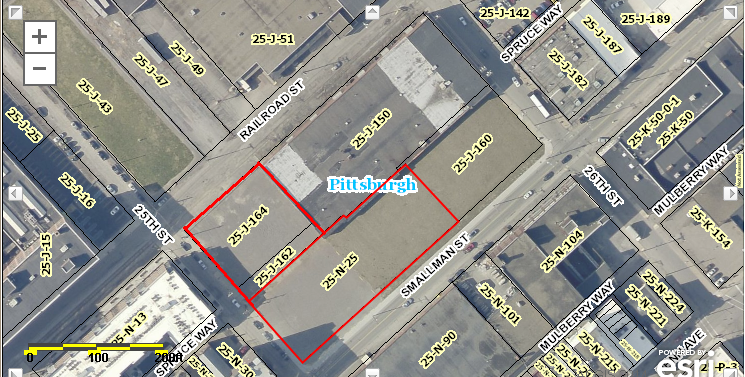 25-J-142
25-J-189
SPRUCE WAY
25-J-187
25-J-51
25-J-49
25-J-47
25-J-182
25-J-43
RAILROAD ST
25-K-50-0-1
25-K-50
25-J-25
25-J-150
25-J-160
MULBERRY WAY
25-J-16
Pittsburgh
26TH ST
25TH ST
25-J-164
25-K-154
25-J-15
25-J-162
SMALLMAN ST
25-N-104
25-N-25
25-N-224
25-N-221
25-N-101
MULBERRY WAY
25-N-13
SPRUCE WAY
25-N-90
25-N-215
AVE
0 100 200ft
POWERED BY
esri